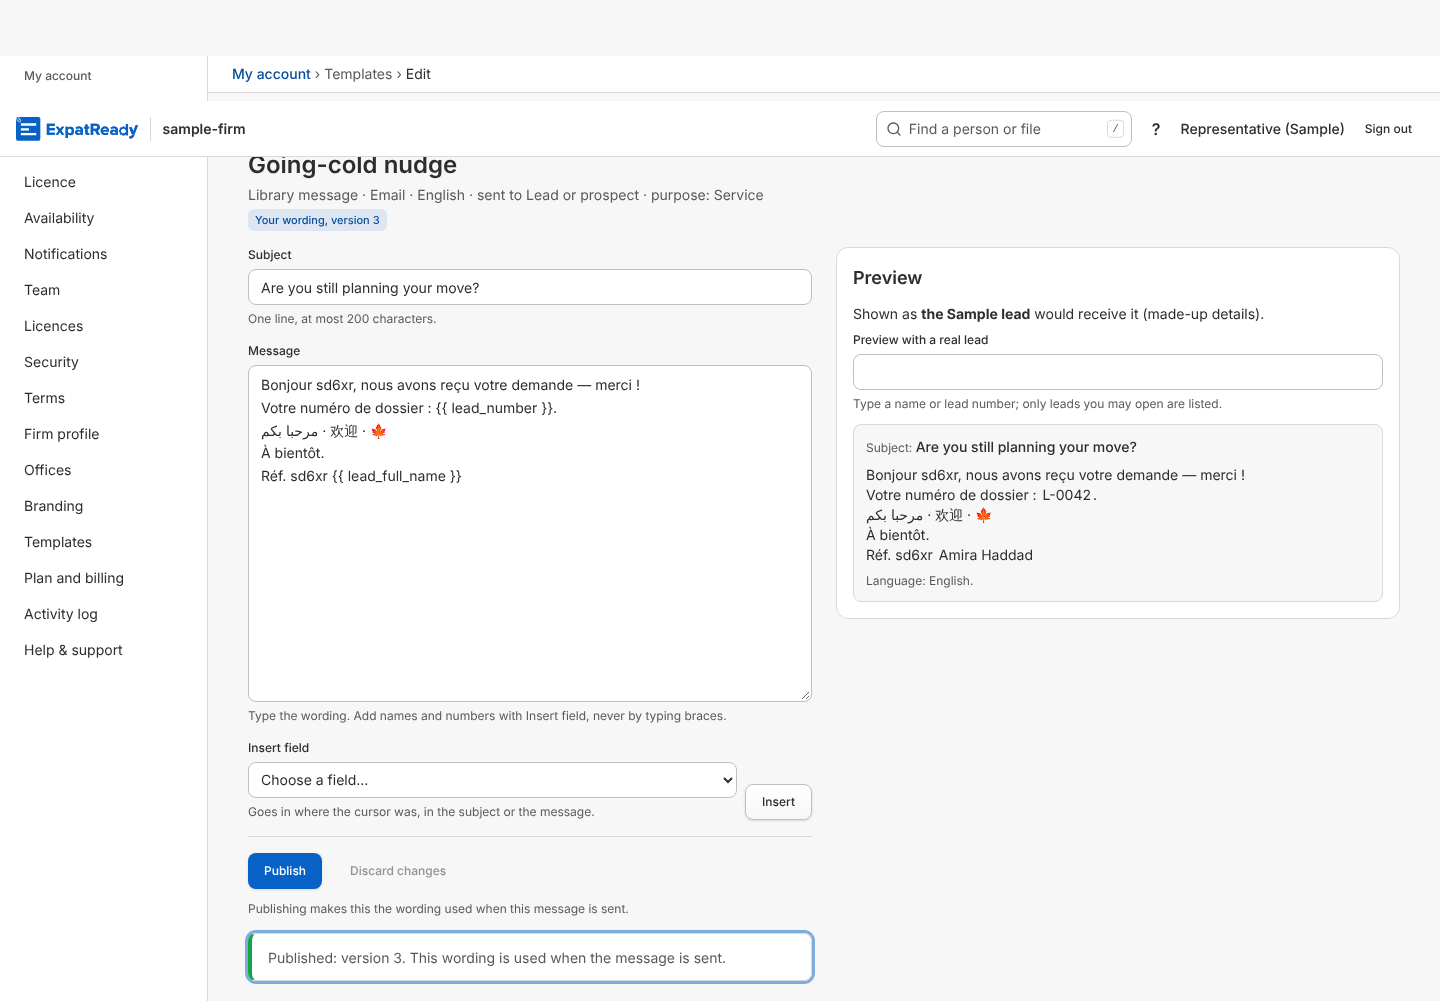 My account
My account › Templates › Edit
ExpatReady
sample-firm
Find a person or file
/
?
Representative (Sample)
Sign out
Licence
Availability
Notifications
Team
Licences
Security
Terms
Firm profile
Offices
Branding
Templates
Plan and billing
Activity log
Help & support
Going-cold nudge
Library message · Email · English · sent to Lead or prospect · purpose: Service
Your wording, version 3
Subject
Are you still planning your move?
One line, at most 200 characters.
Message
Bonjour sd6xr, nous avons reçu votre demande — merci !
Votre numéro de dossier : {{ lead_number }}.
مرحبا بكم · 欢迎 · 🍁
À bientôt.
Réf. sd6xr {{ lead_full_name }}
Type the wording. Add names and numbers with Insert field, never by typing braces.
Insert field
Choose a field...
Insert
Goes in where the cursor was, in the subject or the message.
Publish
Discard changes
Publishing makes this the wording used when this message is sent.
Published: version 3. This wording is used when the message is sent.
Preview
Shown as the Sample lead would receive it (made-up details).
Preview with a real lead
Type a name or lead number; only leads you may open are listed.
Subject: Are you still planning your move?
Bonjour sd6xr, nous avons reçu votre demande — merci !
Votre numéro de dossier : L-0042.
مرحبا بكم · 欢迎 · 🍁
À bientôt.
Réf. sd6xr Amira Haddad
Language: English.